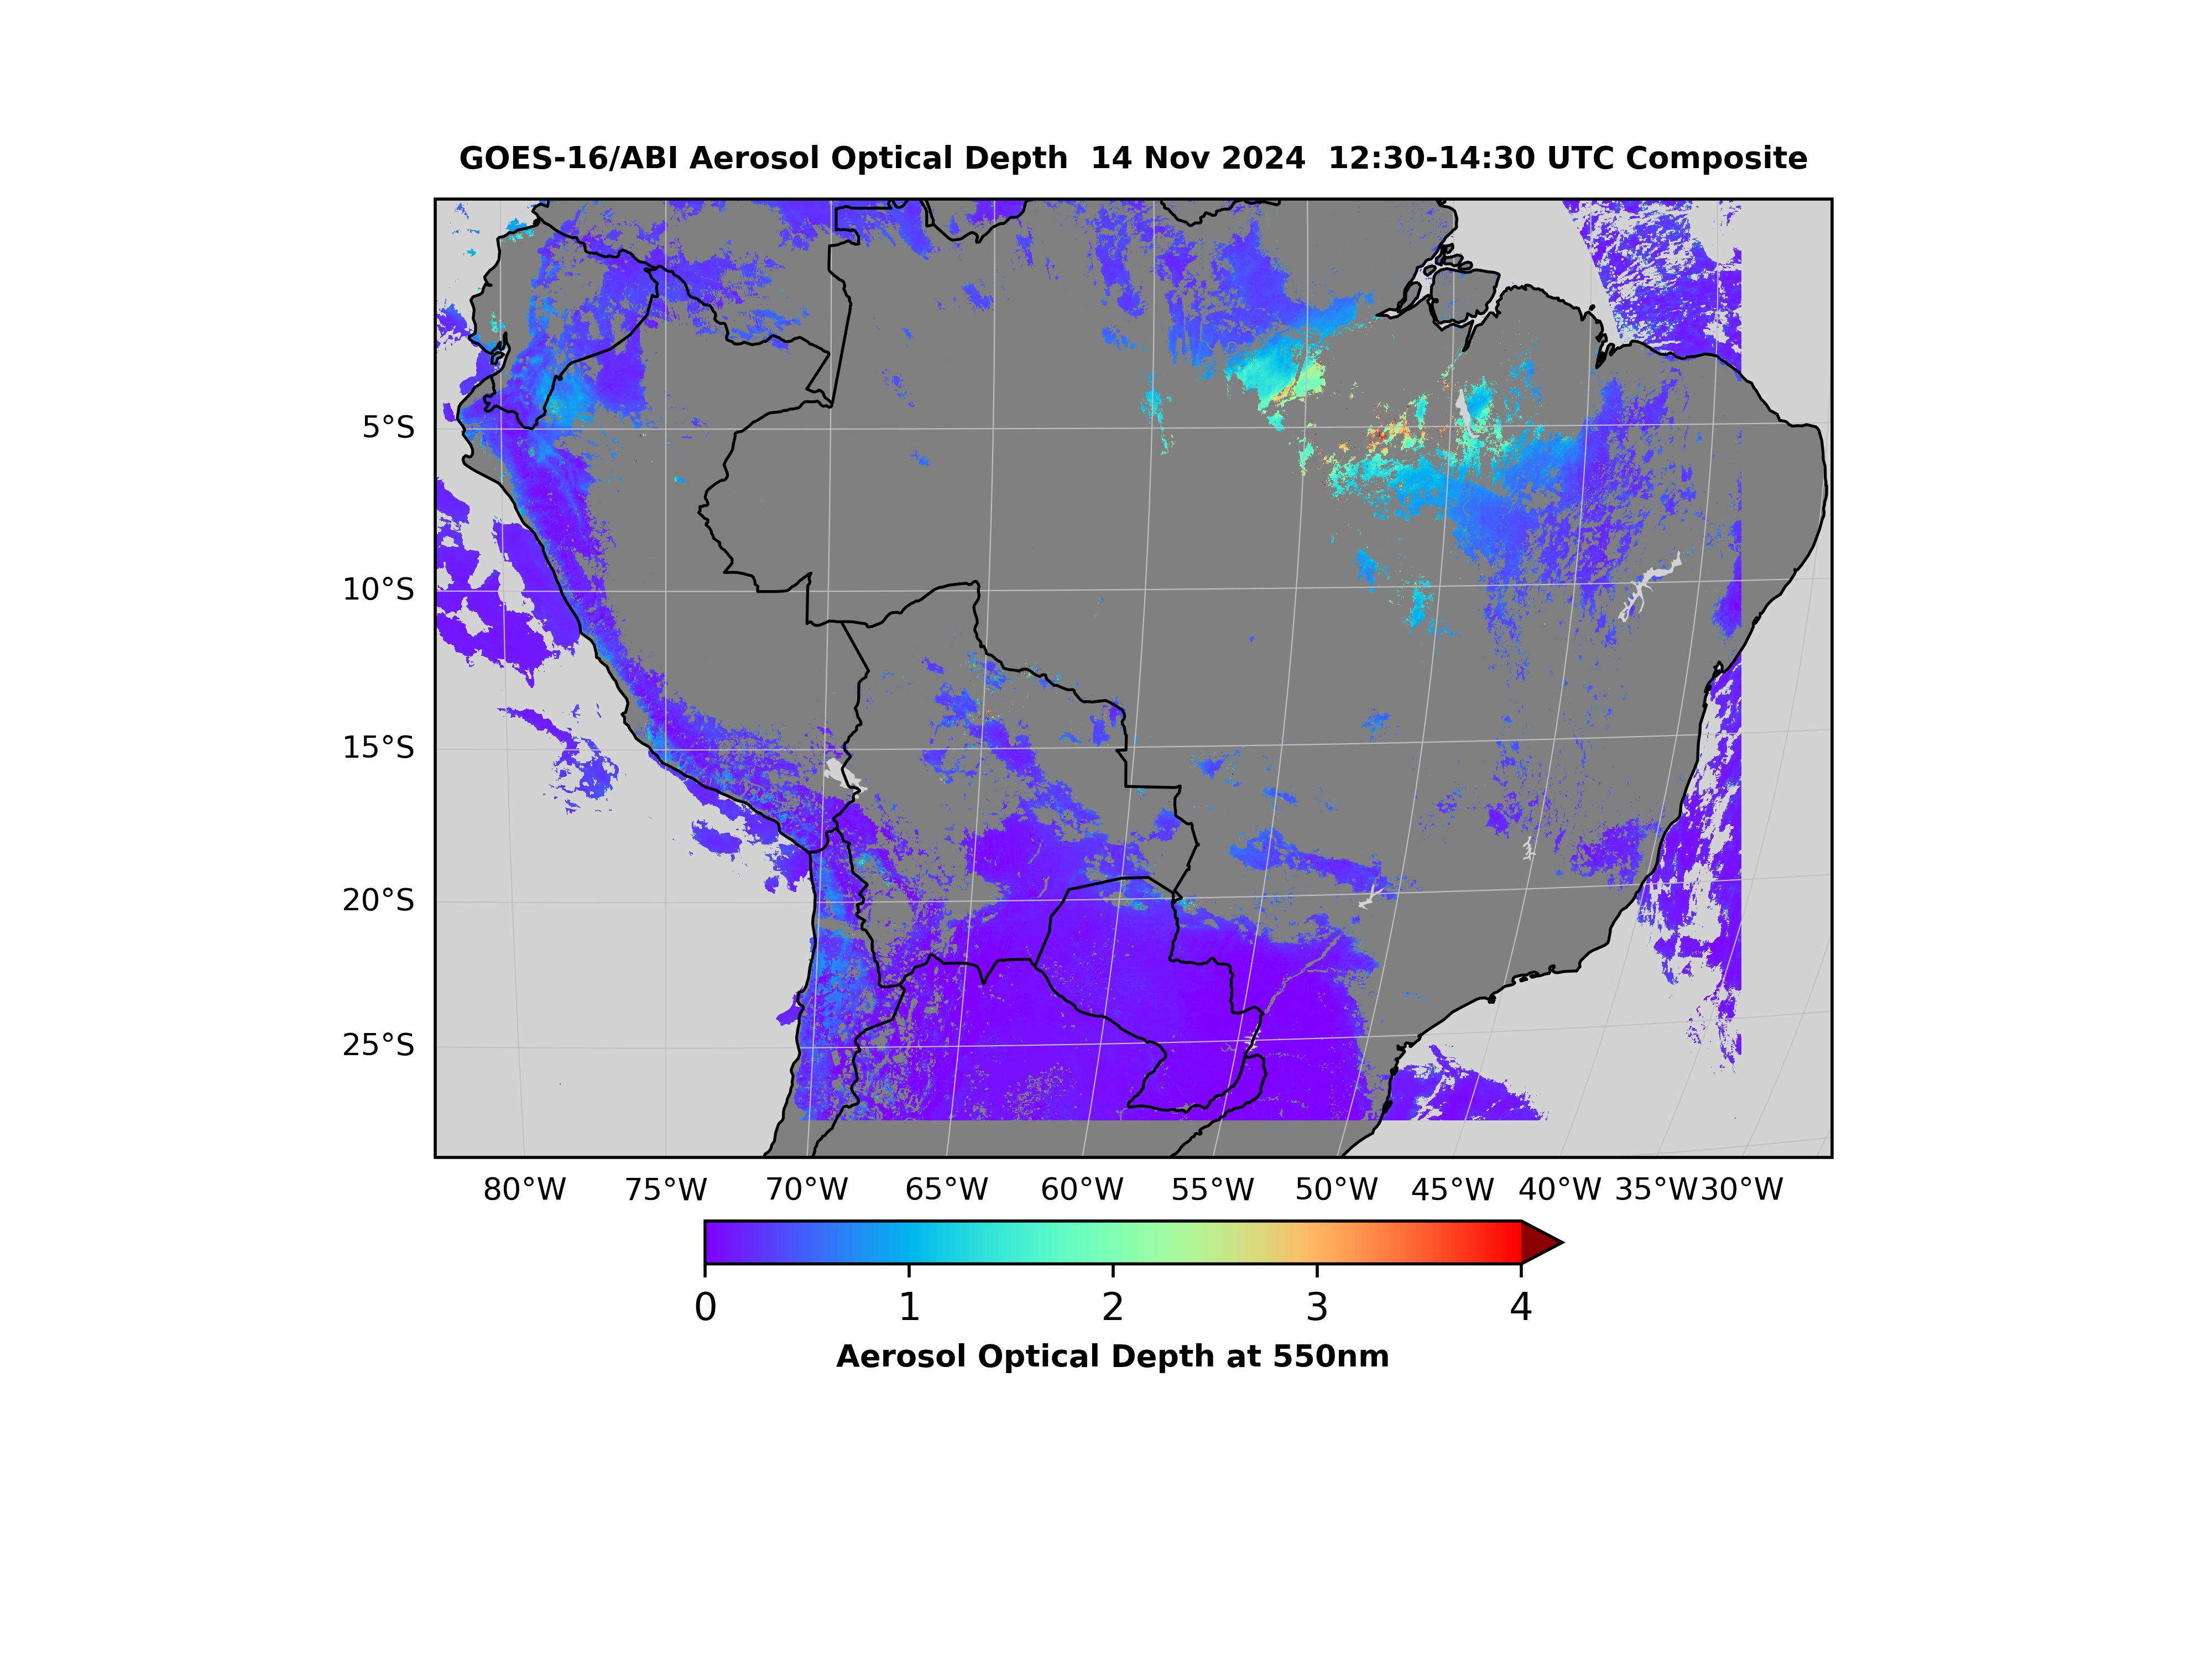 GOES-16/ABI Aerosol Optical Depth  14 Nov 2024  12:30-14:30 UTC Composite
5°S
10°S
15°S
20°S
25°S
80°W 75°W 70°W 65°W 60°W 55°W 50°W 45°W 40°W 35°W 30°W
0 1 2 3 4
Aerosol Optical Depth at 550nm